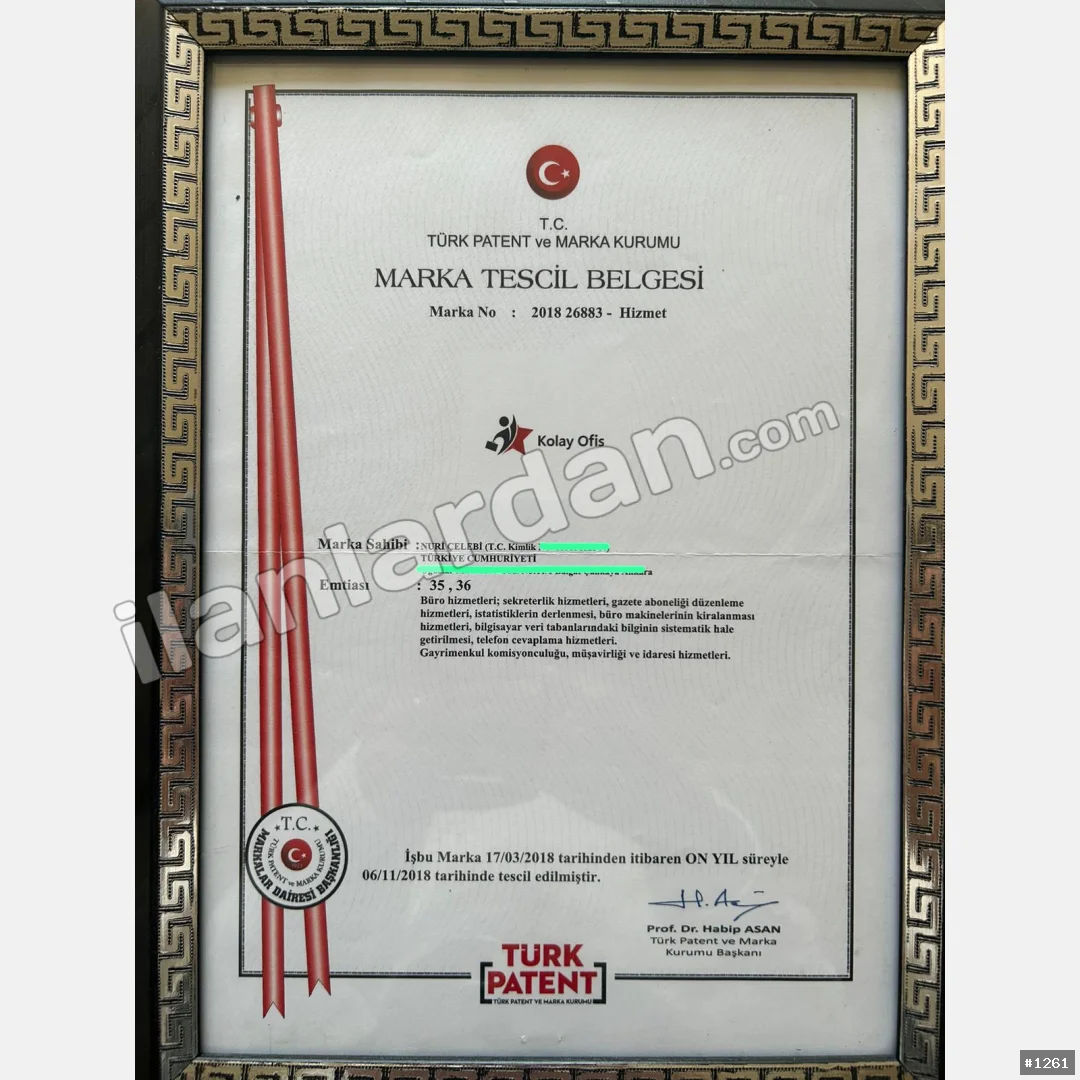 T.C.
TÜRK PATENT ve MARKA KURUMU
MARKA TESCİL BELGESİ
Marka No : 2018 26883 - Hizmet
Kolay Ofis
ilanlardan.com
Marka Sahibi : NURİ ÇELEBİ (T.C. Kimlik
TÜRKİYE CUMHURİYETİ
Çankaya Ankara
Emtiası : 35 , 36
Büro hizmetleri; sekreterlik hizmetleri, gazete aboneliği düzenleme
hizmetleri, istatistiklerin derlenmesi, büro makinelerinin kiralanması
hizmetleri, bilgisayar veri tabanlarındaki bilginin sistematik hale
getirilmesi, telefon cevaplama hizmetleri.
Gayrimenkul komisyonculuğu, müşavirliği ve idaresi hizmetleri.
T.C.
TÜRK PATENT ve MARKA KURUMU
MARKALAR DAİRESİ BAŞKANLIĞI
İşbu Marka 17/03/2018 tarihinden itibaren ON YIL süreyle
06/11/2018 tarihinde tescil edilmiştir.
Prof. Dr. Habip ASAN
Türk Patent ve Marka
Kurumu Başkanı
TÜRK
PATENT
TÜRK PATENT VE MARKA KURUMU
#1261